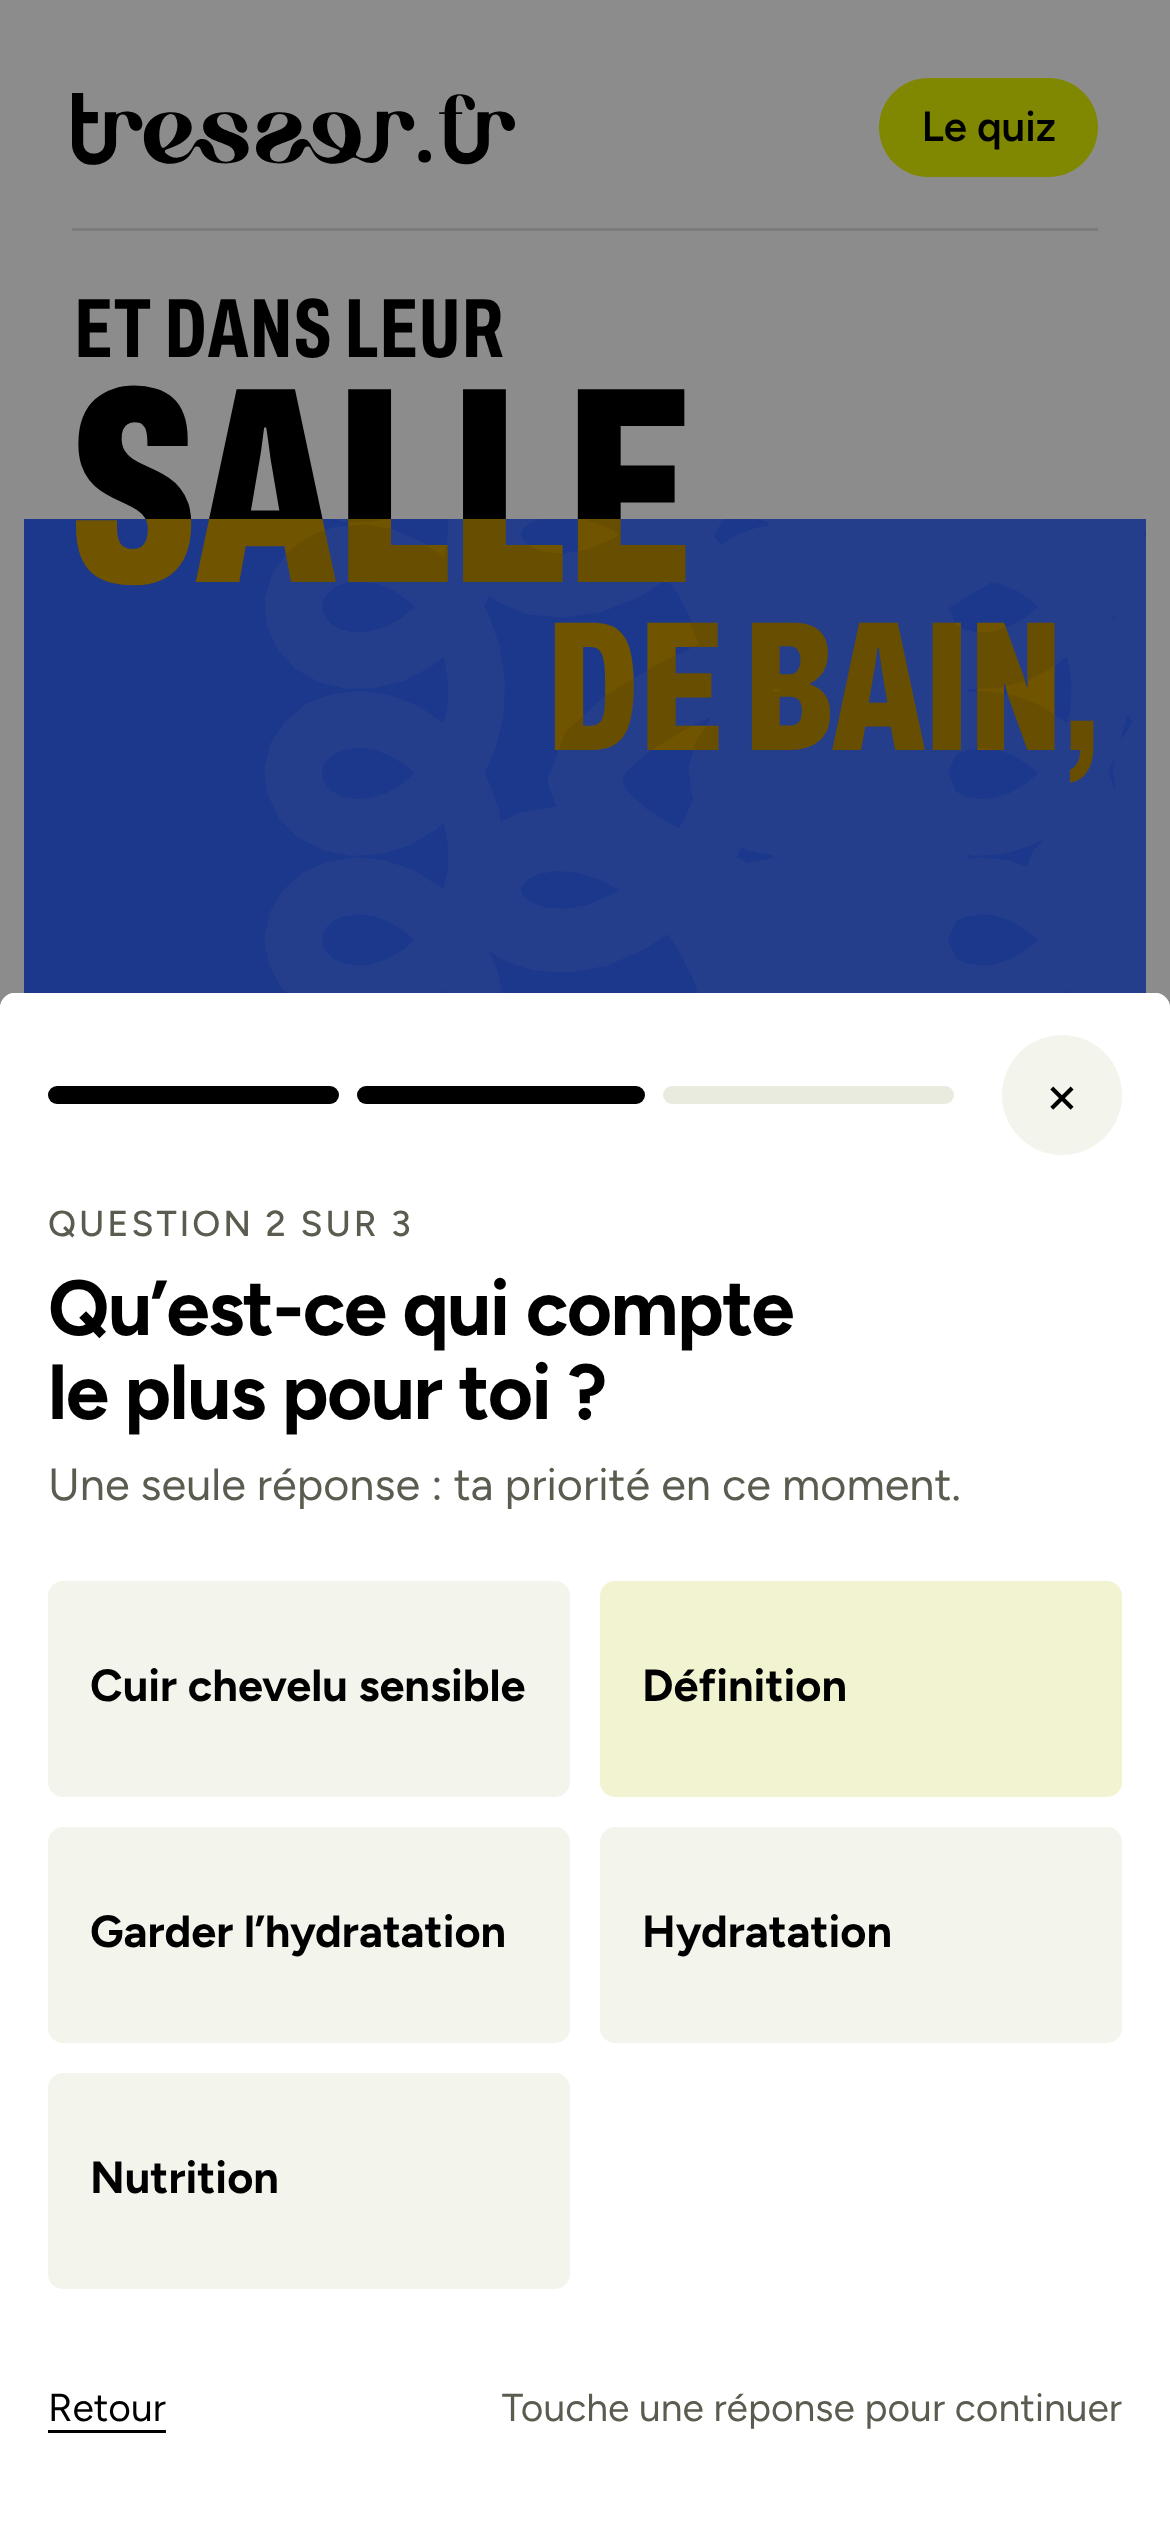 tressor.fr
Le quiz
ET DANS LEUR
SALLE
DE BAIN,
×
QUESTION 2 SUR 3
Qu’est-ce qui compte
le plus pour toi ?
Une seule réponse : ta priorité en ce moment.
Cuir chevelu sensible
Définition
Garder l’hydratation
Hydratation
Nutrition
Retour
Touche une réponse pour continuer